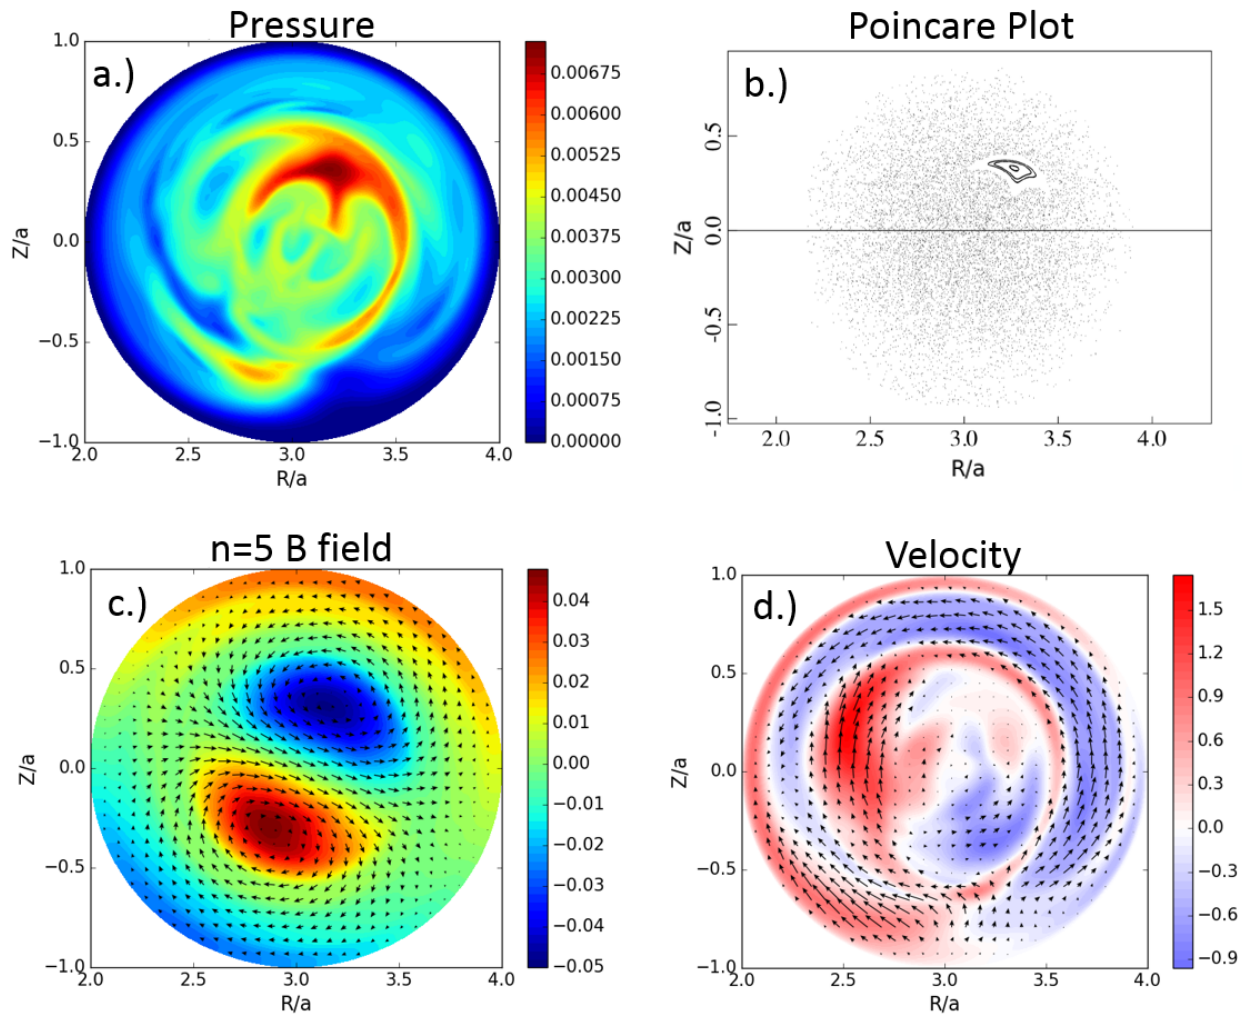 Pressure
a.)
1.0
0.5
0.0
−0.5
−1.0
Z/a
2.0 2.5 3.0 3.5 4.0
R/a
0.00675
0.00600
0.00525
0.00450
0.00375
0.00300
0.00225
0.00150
0.00075
0.00000
Poincare Plot
b.)
0.5
0.0
-0.5
-1.0
Z/a
2.0 2.5 3.0 3.5 4.0
R/a
n=5 B field
c.)
1.0
0.5
0.0
−0.5
−1.0
Z/a
2.0 2.5 3.0 3.5 4.0
R/a
0.04
0.03
0.02
0.01
0.00
−0.01
−0.02
−0.03
−0.04
−0.05
Velocity
d.)
1.0
0.5
0.0
−0.5
−1.0
Z/a
2.0 2.5 3.0 3.5 4.0
R/a
1.5
1.2
0.9
0.6
0.3
0.0
−0.3
−0.6
−0.9